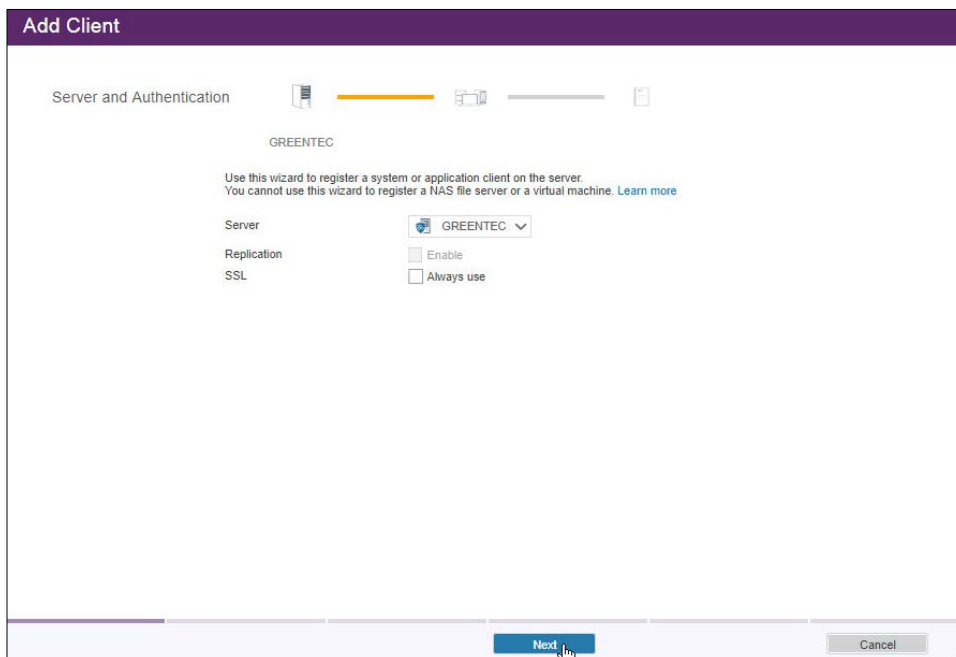 Add Client
Server and Authentication
GREENTEC
Use this wizard to register a system or application client on the server.
You cannot use this wizard to register a NAS file server or a virtual machine. Learn more
Server GREENTEC
Replication Enable
SSL Always use
Next Cancel